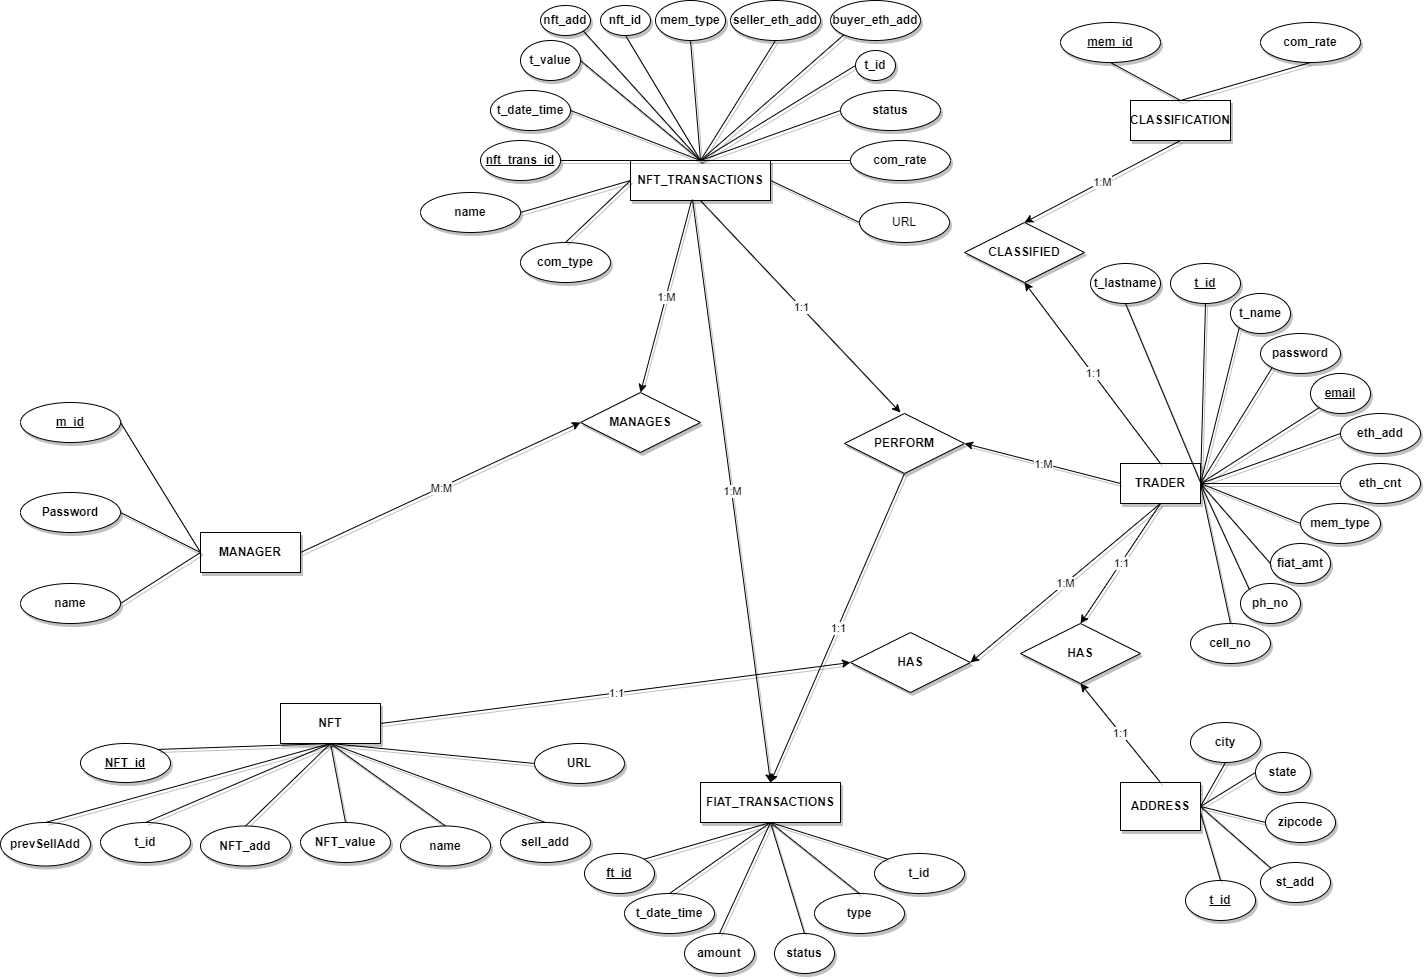 nft_add
nft_id
mem_type
seller_eth_add
buyer_eth_add
mem_id
com_rate
t_value
t_id
t_date_time
status
CLASSIFICATION
nft_trans_id
com_rate
NFT_TRANSACTIONS
1:M
name
URL
CLASSIFIED
com_type
t_lastname
t_id
1:M
1:1
t_name
password
1:1
email
m_id
MANAGES
eth_add
PERFORM
1:M
TRADER
eth_cnt
M:M
1:M
Password
mem_type
MANAGER
fiat_amt
1:1
1:M
name
ph_no
1:1
cell_no
HAS
HAS
1:1
NFT
1:1
city
NFT_id
URL
state
FIAT_TRANSACTIONS
ADDRESS
zipcode
prevSellAdd
t_id
NFT_add
NFT_value
name
sell_add
ft_id
t_id
st_add
t_id
t_date_time
type
amount
status